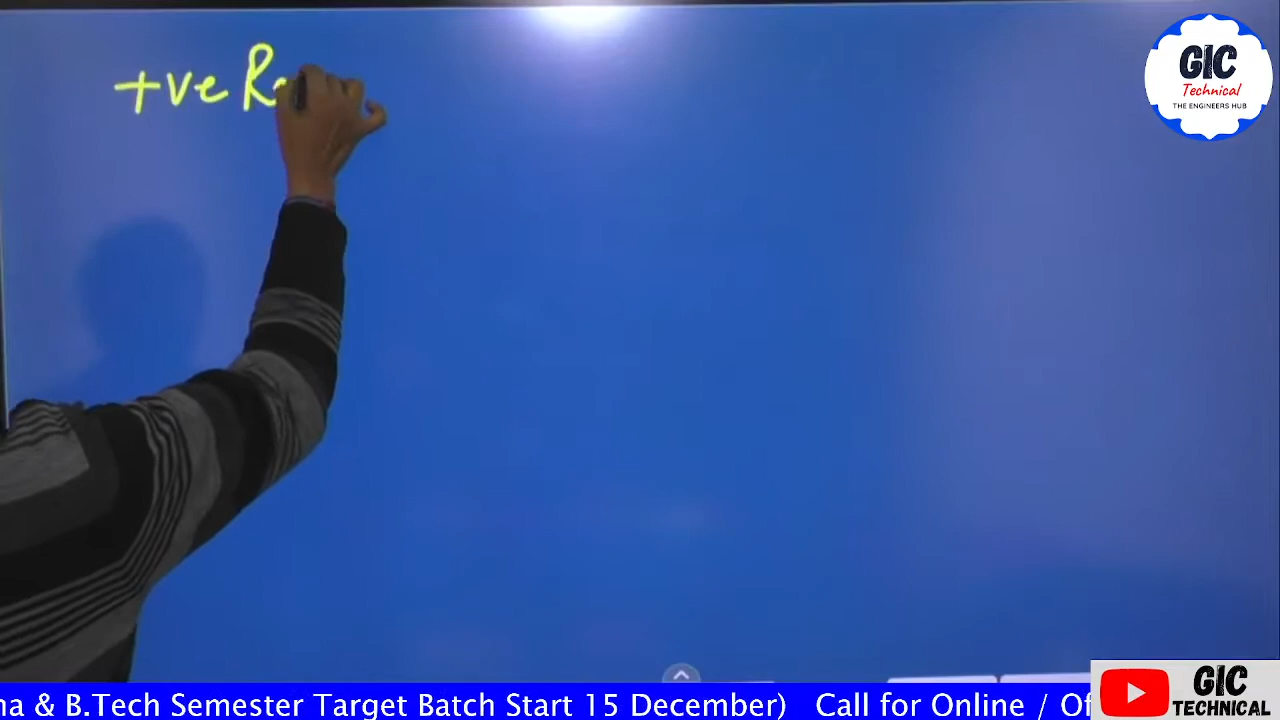 +ve Re
GIC
Technical
THE ENGINEERS HUB
na & B.Tech Semester Target Batch Start 15 December) Call for Online / Of
GIC
TECHNICAL